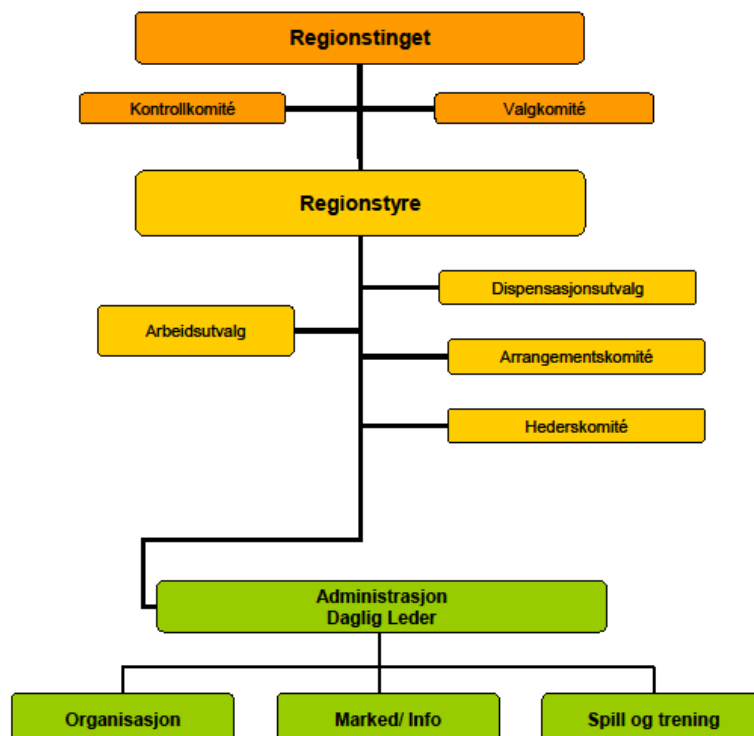 Regionstinget
Kontrollkomité
Valgkomité
Regionstyre
Dispensasjonsutvalg
Arbeidsutvalg
Arrangementskomité
Hederskomité
Administrasjon
Daglig Leder
Organisasjon
Marked/ Info
Spill og trening